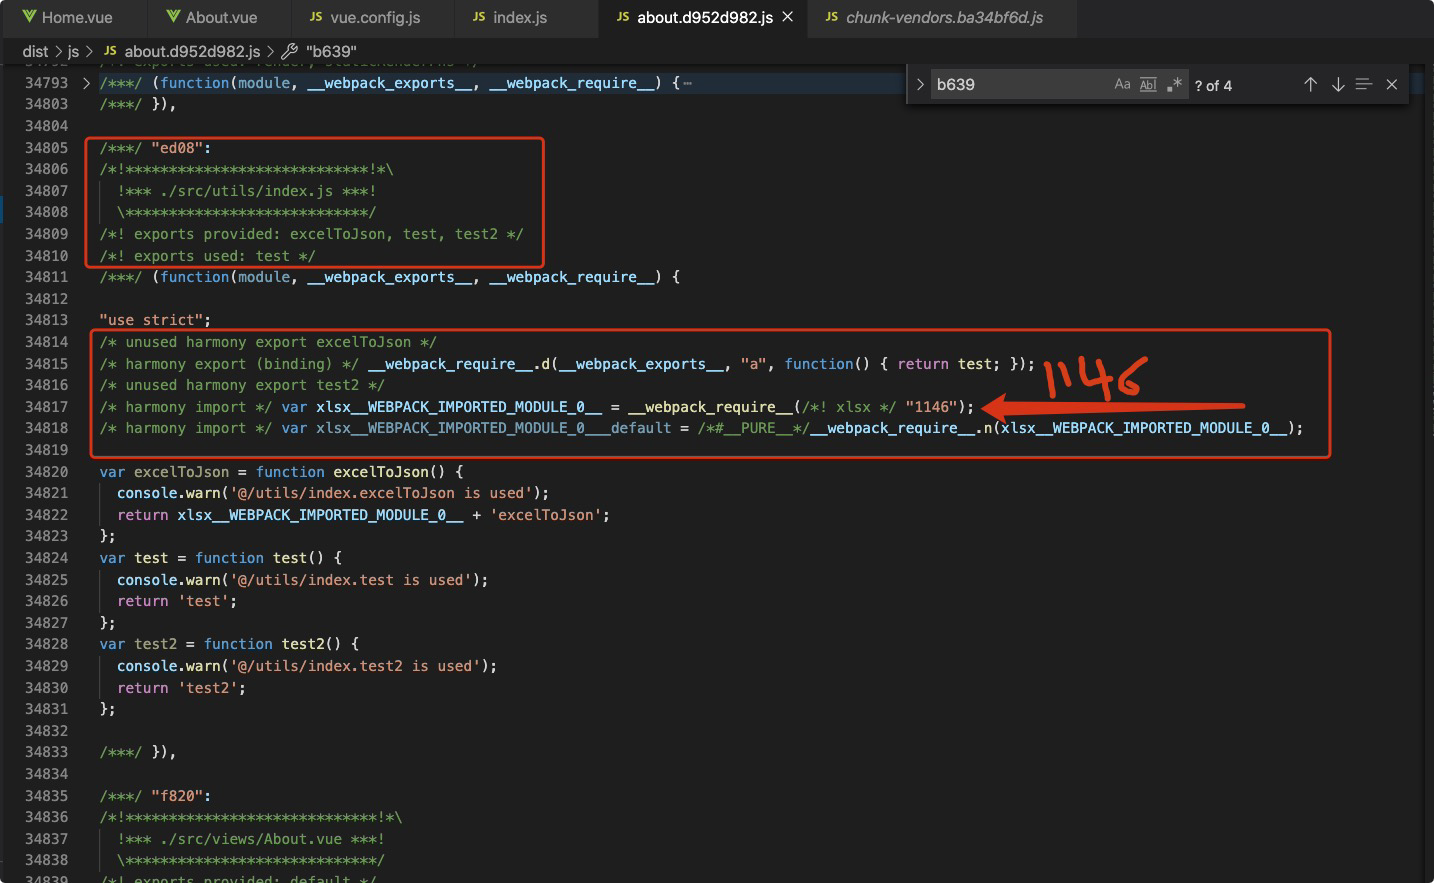 Home.vue About.vue JS vue.config.js JS index.js JS about.d952d982.js × JS chunk-vendors.ba34bf6d.js
dist > js > JS about.d952d982.js > "b639"
34793 > /***/ (function(module, __webpack_exports__, __webpack_require__) {⋯
b639 Aa Abl .* ? of 4
34803 /***/ }),
34804
34805 /***/ "ed08":
34806 /*!****************************!*\
34807   !*** ./src/utils/index.js ***!
34808   \****************************/
34809 /*! exports provided: excelToJson, test, test2 */
34810 /*! exports used: test */
34811 /***/ (function(module, __webpack_exports__, __webpack_require__) {
34812
34813 "use strict";
34814 /* unused harmony export excelToJson */
34815 /* harmony export (binding) */ __webpack_require__.d(__webpack_exports__, "a", function() { return test; });
1146
34816 /* unused harmony export test2 */
34817 /* harmony import */ var xlsx__WEBPACK_IMPORTED_MODULE_0__ = __webpack_require__(/*! xlsx */ "1146");
34818 /* harmony import */ var xlsx__WEBPACK_IMPORTED_MODULE_0___default = /*#__PURE__*/__webpack_require__.n(xlsx__WEBPACK_IMPORTED_MODULE_0__);
34819
34820 var excelToJson = function excelToJson() {
34821   console.warn('@/utils/index.excelToJson is used');
34822   return xlsx__WEBPACK_IMPORTED_MODULE_0__ + 'excelToJson';
34823 };
34824 var test = function test() {
34825   console.warn('@/utils/index.test is used');
34826   return 'test';
34827 };
34828 var test2 = function test2() {
34829   console.warn('@/utils/index.test2 is used');
34830   return 'test2';
34831 };
34832
34833 /***/ }),
34834
34835 /***/ "f820":
34836 /*!*****************************!*\
34837   !*** ./src/views/About.vue ***!
34838   \*****************************/
34839 /*! exports provided: default */